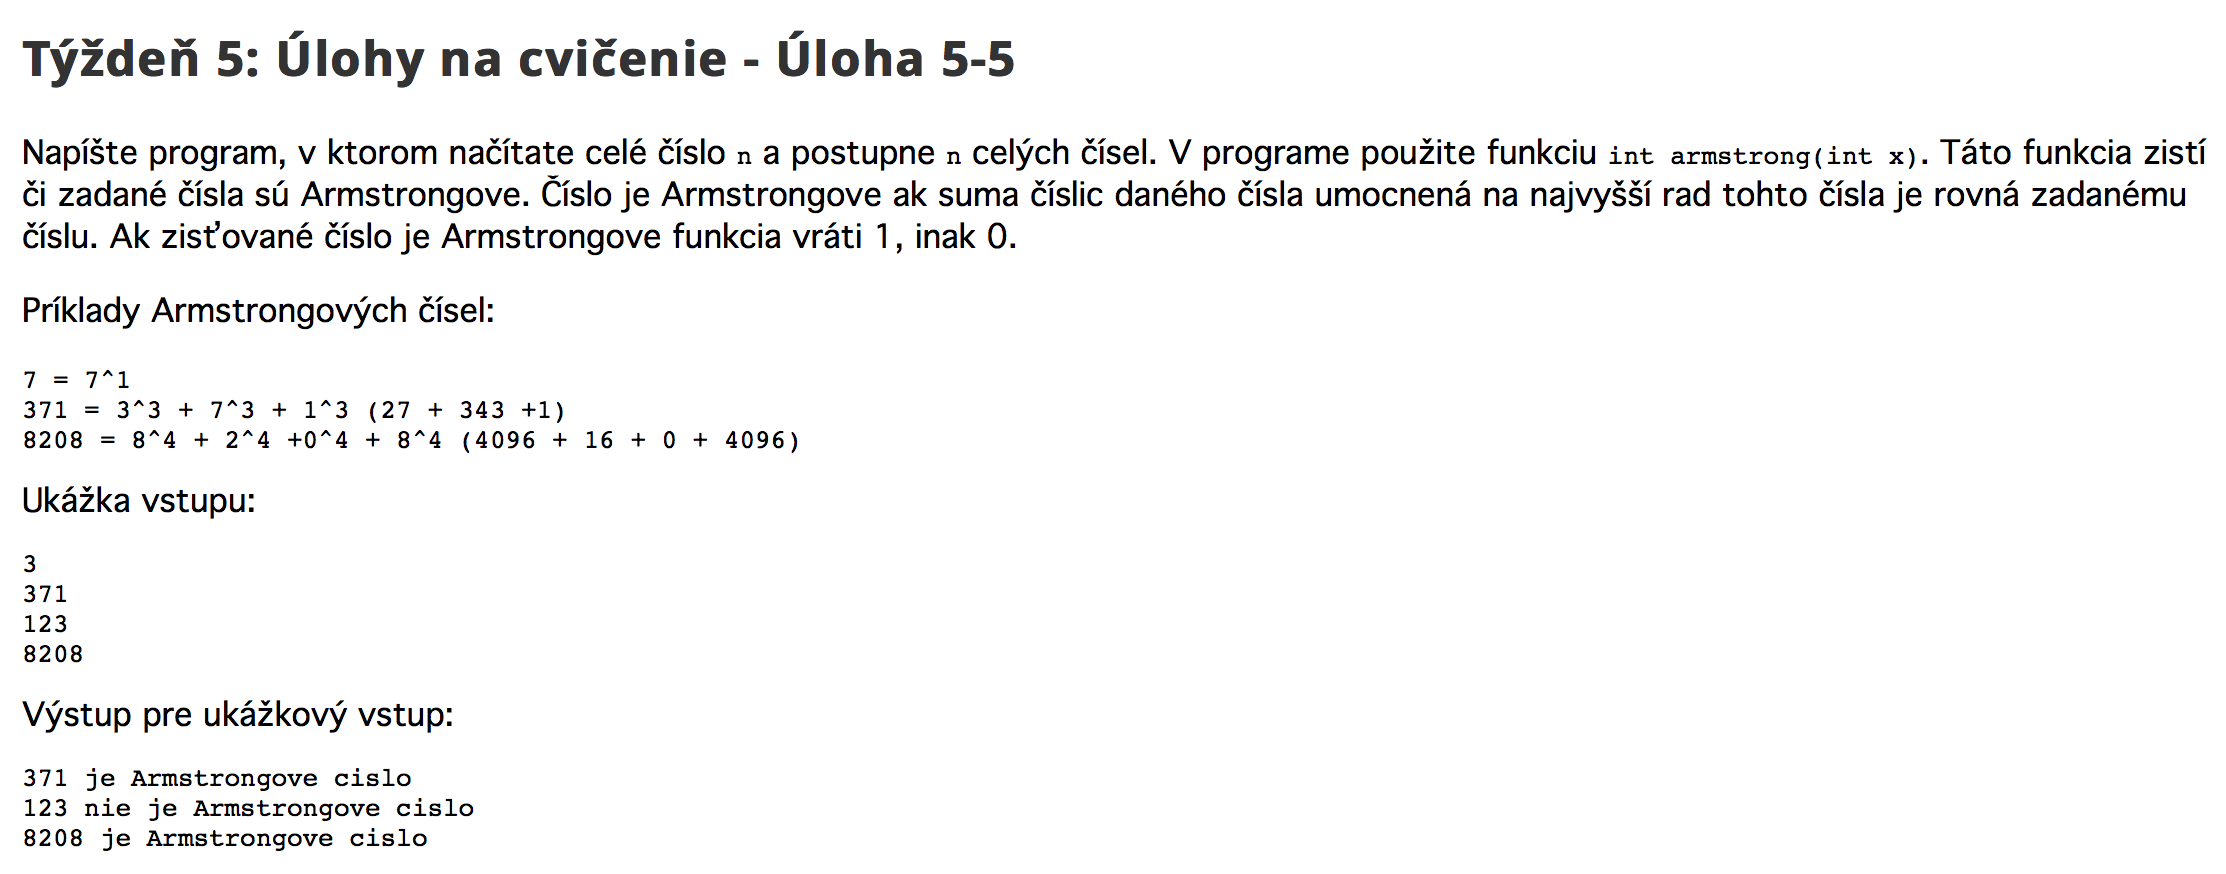 Týždeň 5: Úlohy na cvičenie - Úloha 5-5
Napíšte program, v ktorom načítate celé číslo n a postupne n celých čísel. V programe použite funkciu int armstrong(int x). Táto funkcia zistí
či zadané čísla sú Armstrongove. Číslo je Armstrongove ak suma číslic daného čísla umocnená na najvyšší rad tohto čísla je rovná zadanému
číslu. Ak zisťované číslo je Armstrongove funkcia vráti 1, inak 0.
Príklady Armstrongových čísel:
7 = 7^1
371 = 3^3 + 7^3 + 1^3 (27 + 343 +1)
8208 = 8^4 + 2^4 +0^4 + 8^4 (4096 + 16 + 0 + 4096)
Ukážka vstupu:
3
371
123
8208
Výstup pre ukážkový vstup:
371 je Armstrongove cislo
123 nie je Armstrongove cislo
8208 je Armstrongove cislo